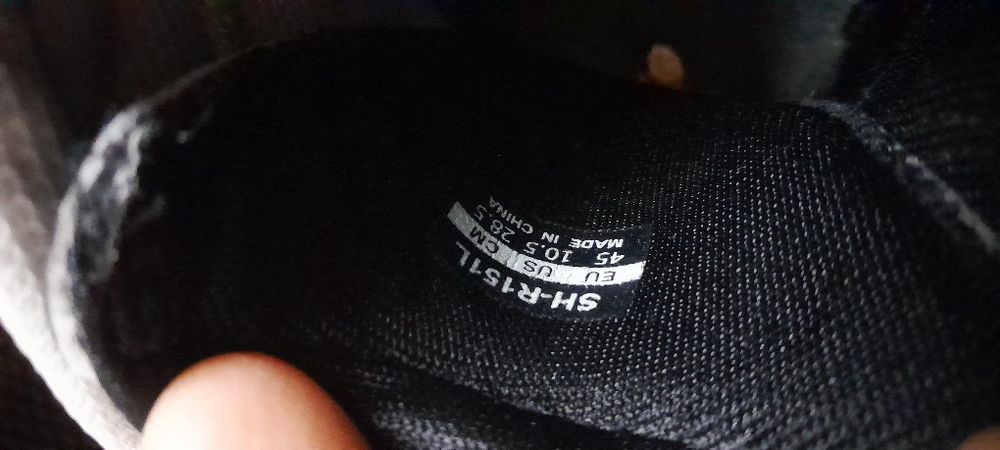 SH-R151L
EU US CM
45 10.5 28.5
MADE IN CHINA